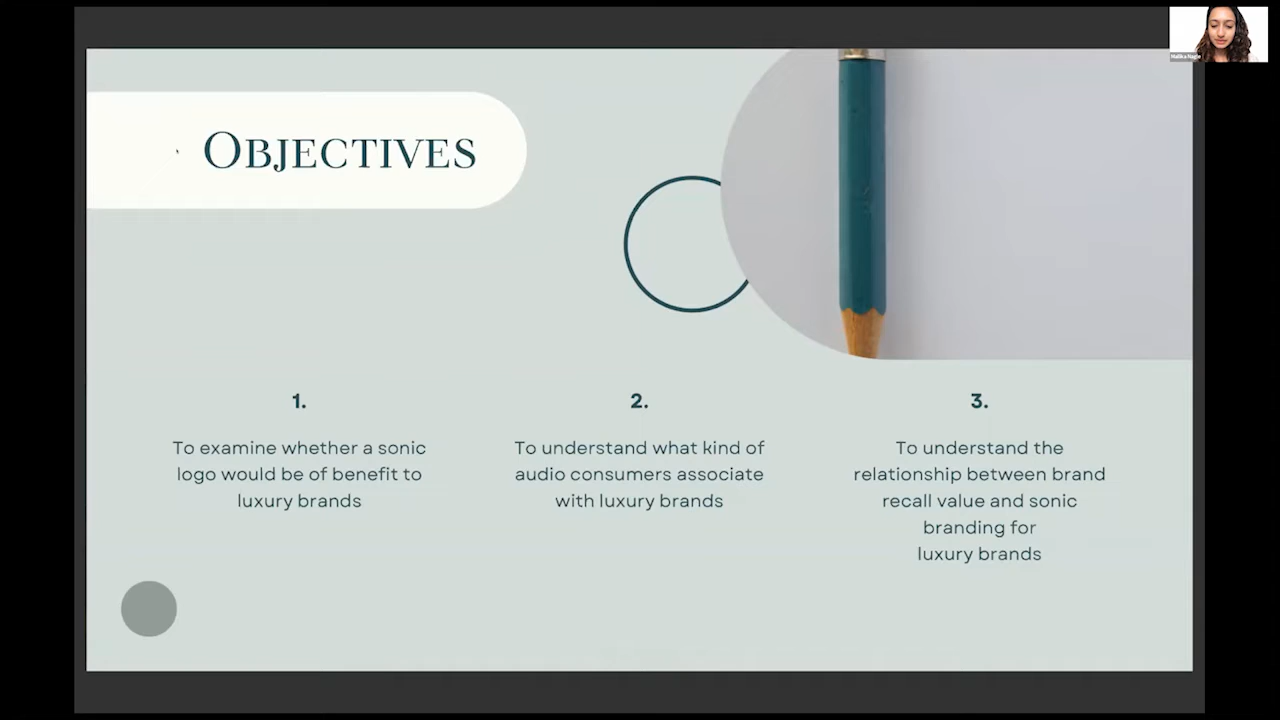 Objectives
1.
To examine whether a sonic
logo would be of benefit to
luxury brands
2.
To understand what kind of
audio consumers associate
with luxury brands
3.
To understand the
relationship between brand
recall value and sonic
branding for
luxury brands